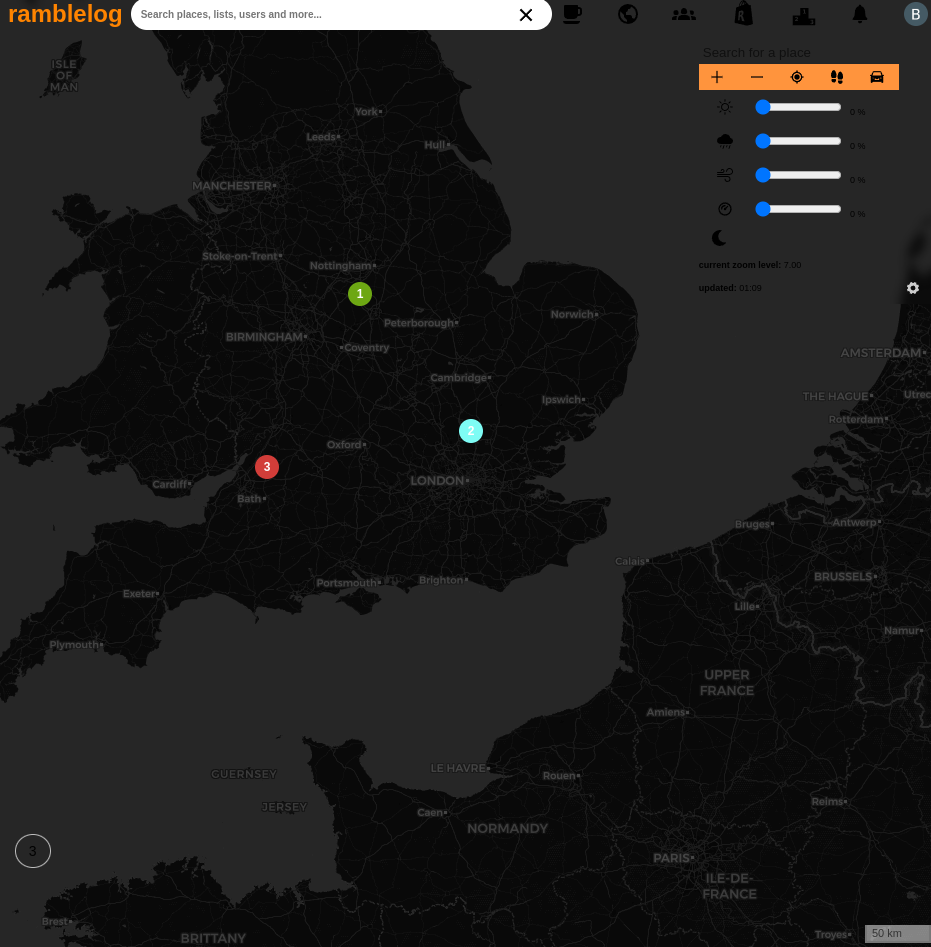 ramblelog
Search places, lists, users and more...
B
Search for a place
0 %
0 %
0 %
0 %
current zoom level: 7.00
updated: 01:09
ISLE
OF
MAN
York
Leeds
Hull
MANCHESTER
Stoke-on-Trent
Nottingham
1
Peterborough
Norwich
BIRMINGHAM
Coventry
AMSTERDAM
Cambridge
THE HAGUE
Utrec
Ipswich
Rotterdam
2
Oxford
3
LONDON
Cardiff
Bath
Bruges
Antwerp
Calais
BRUSSELS
Portsmouth
Brighton
Exeter
Lille
Namur
Plymouth
UPPER
FRANCE
Amiens
LE HAVRE
GUERNSEY
Rouen
JERSEY
Reims
Caen
NORMANDY
3
PARIS
ILE-DE-
FRANCE
Brest
BRITTANY
Troyes
50 km